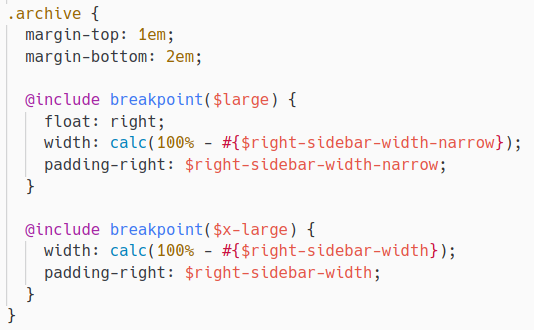 .archive {
  margin-top: 1em;
  margin-bottom: 2em;

  @include breakpoint($large) {
    float: right;
    width: calc(100% - #{$right-sidebar-width-narrow});
    padding-right: $right-sidebar-width-narrow;
  }

  @include breakpoint($x-large) {
    width: calc(100% - #{$right-sidebar-width});
    padding-right: $right-sidebar-width;
  }
}